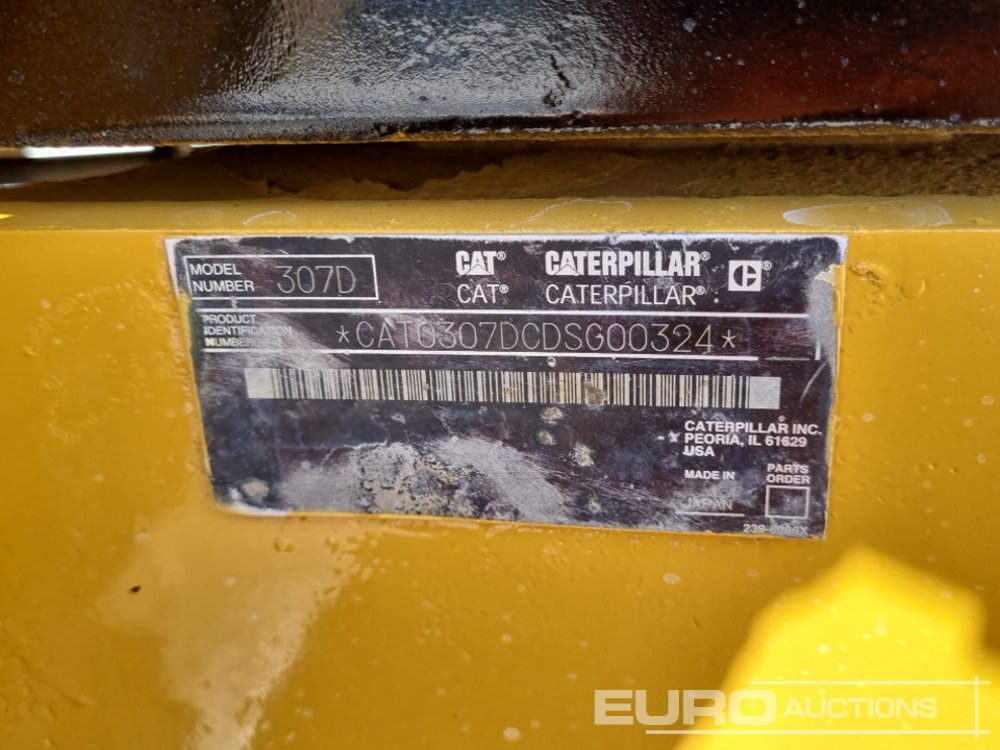 MODEL NUMBER 307D
CAT® CATERPILLAR® C®
CAT® CATERPILLAR®
PRODUCT
IDENTIFICATION
NUMBER *CAT0307DCDSG00324*
CATERPILLAR INC.
PEORIA, IL 61629
USA
MADE IN JAPAN
PARTS
ORDER
EURO AUCTIONS